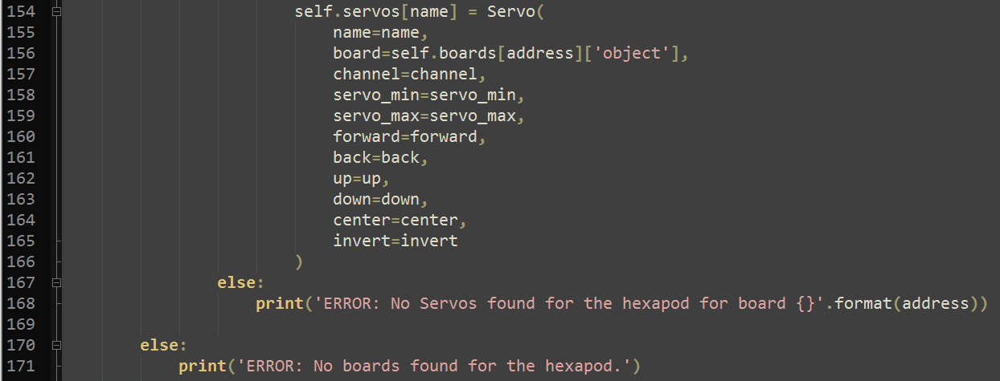 154                         self.servos[name] = Servo(
155                             name=name,
156                             board=self.boards[address]['object'],
157                             channel=channel,
158                             servo_min=servo_min,
159                             servo_max=servo_max,
160                             forward=forward,
161                             back=back,
162                             up=up,
163                             down=down,
164                             center=center,
165                             invert=invert
166                         )
167                 else:
168                     print('ERROR: No Servos found for the hexapod for board {}'.format(address))
169
170         else:
171             print('ERROR: No boards found for the hexapod.')